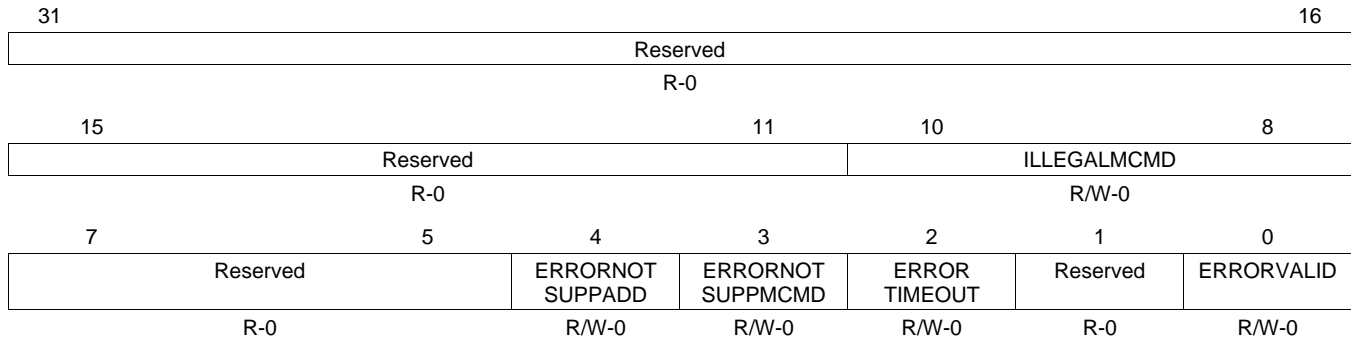 31 16
Reserved
R-0
15 11 10 8
Reserved ILLEGALMCMD
R-0 R/W-0
7 5 4 3 2 1 0
Reserved ERRORNOT ERRORNOT ERROR Reserved ERRORVALID
SUPPADD SUPPMCMD TIMEOUT
R-0 R/W-0 R/W-0 R/W-0 R-0 R/W-0